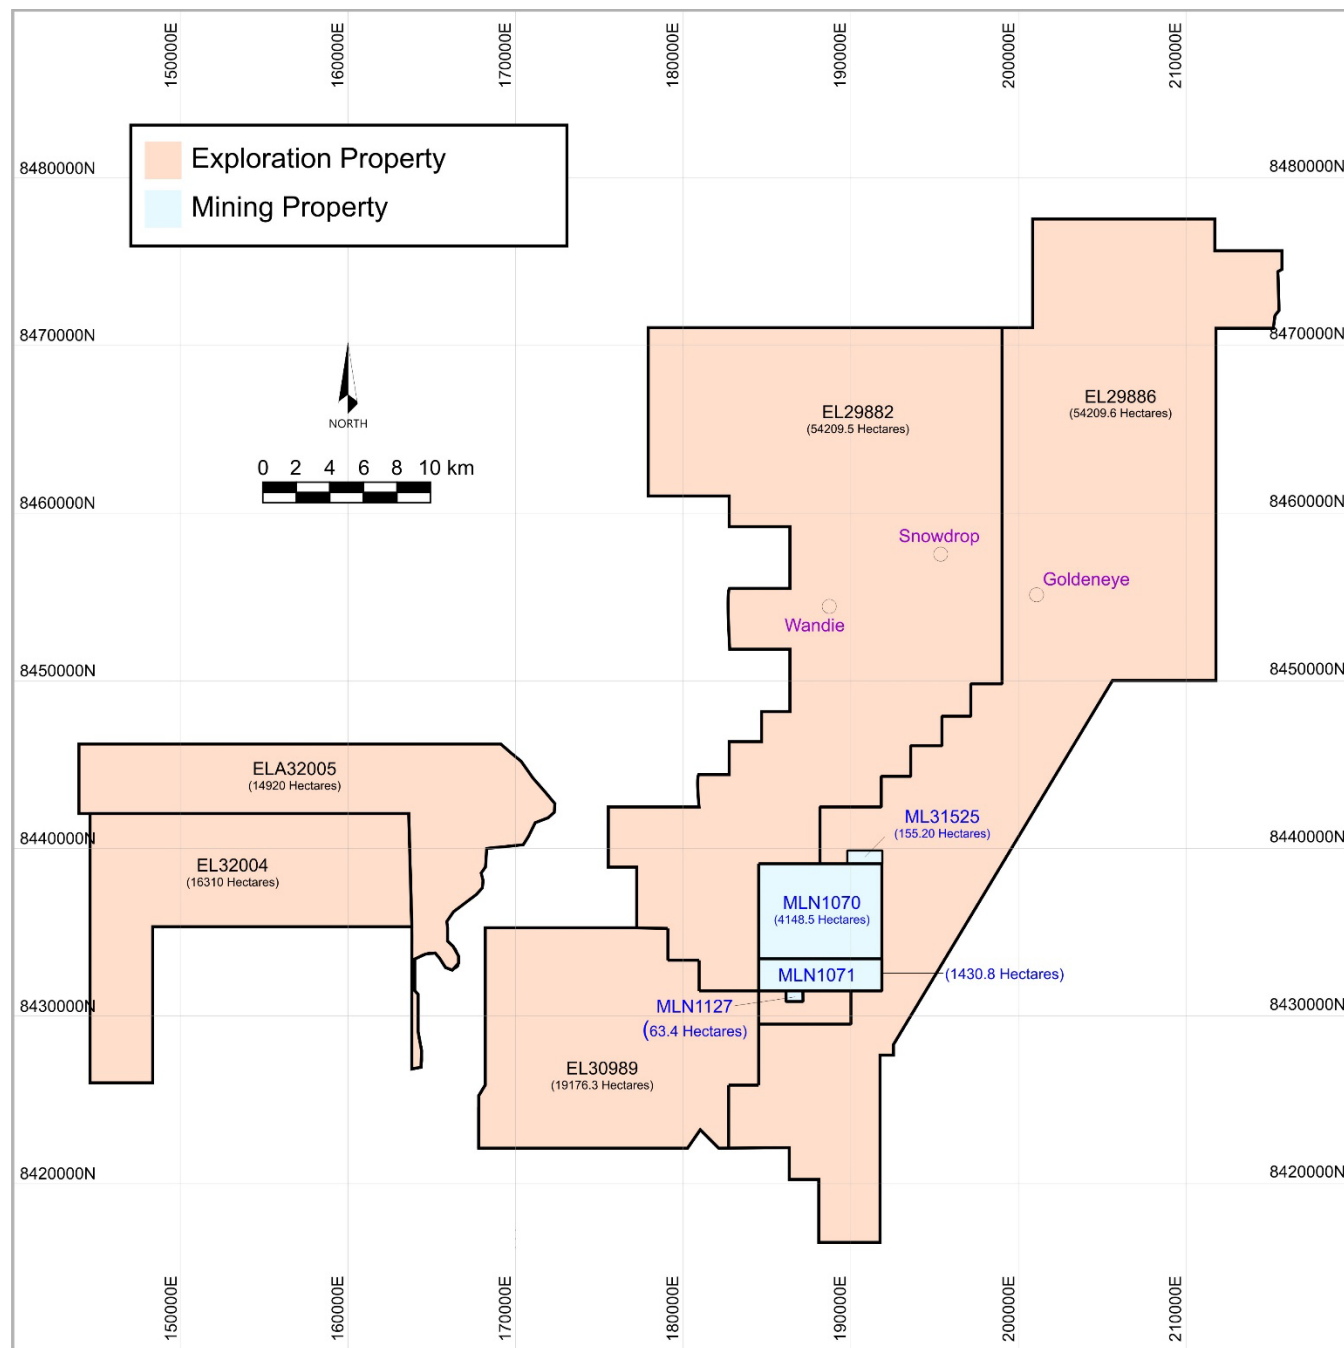 150000E
160000E
170000E
180000E
190000E
200000E
210000E
Exploration Property
Mining Property
8480000N
8480000N
8470000N
8470000N
NORTH
0 2 4 6 8 10 km
EL29882
(54209.5 Hectares)
EL29886
(54209.6 Hectares)
8460000N
8460000N
Snowdrop
Goldeneye
Wandie
8450000N
8450000N
ELA32005
(14920 Hectares)
ML31525
(155.20 Hectares)
8440000N
8440000N
EL32004
(16310 Hectares)
MLN1070
(4148.5 Hectares)
MLN1071
(1430.8 Hectares)
MLN1127
(63.4 Hectares)
8430000N
8430000N
EL30989
(19176.3 Hectares)
8420000N
8420000N
150000E
160000E
170000E
180000E
190000E
200000E
210000E